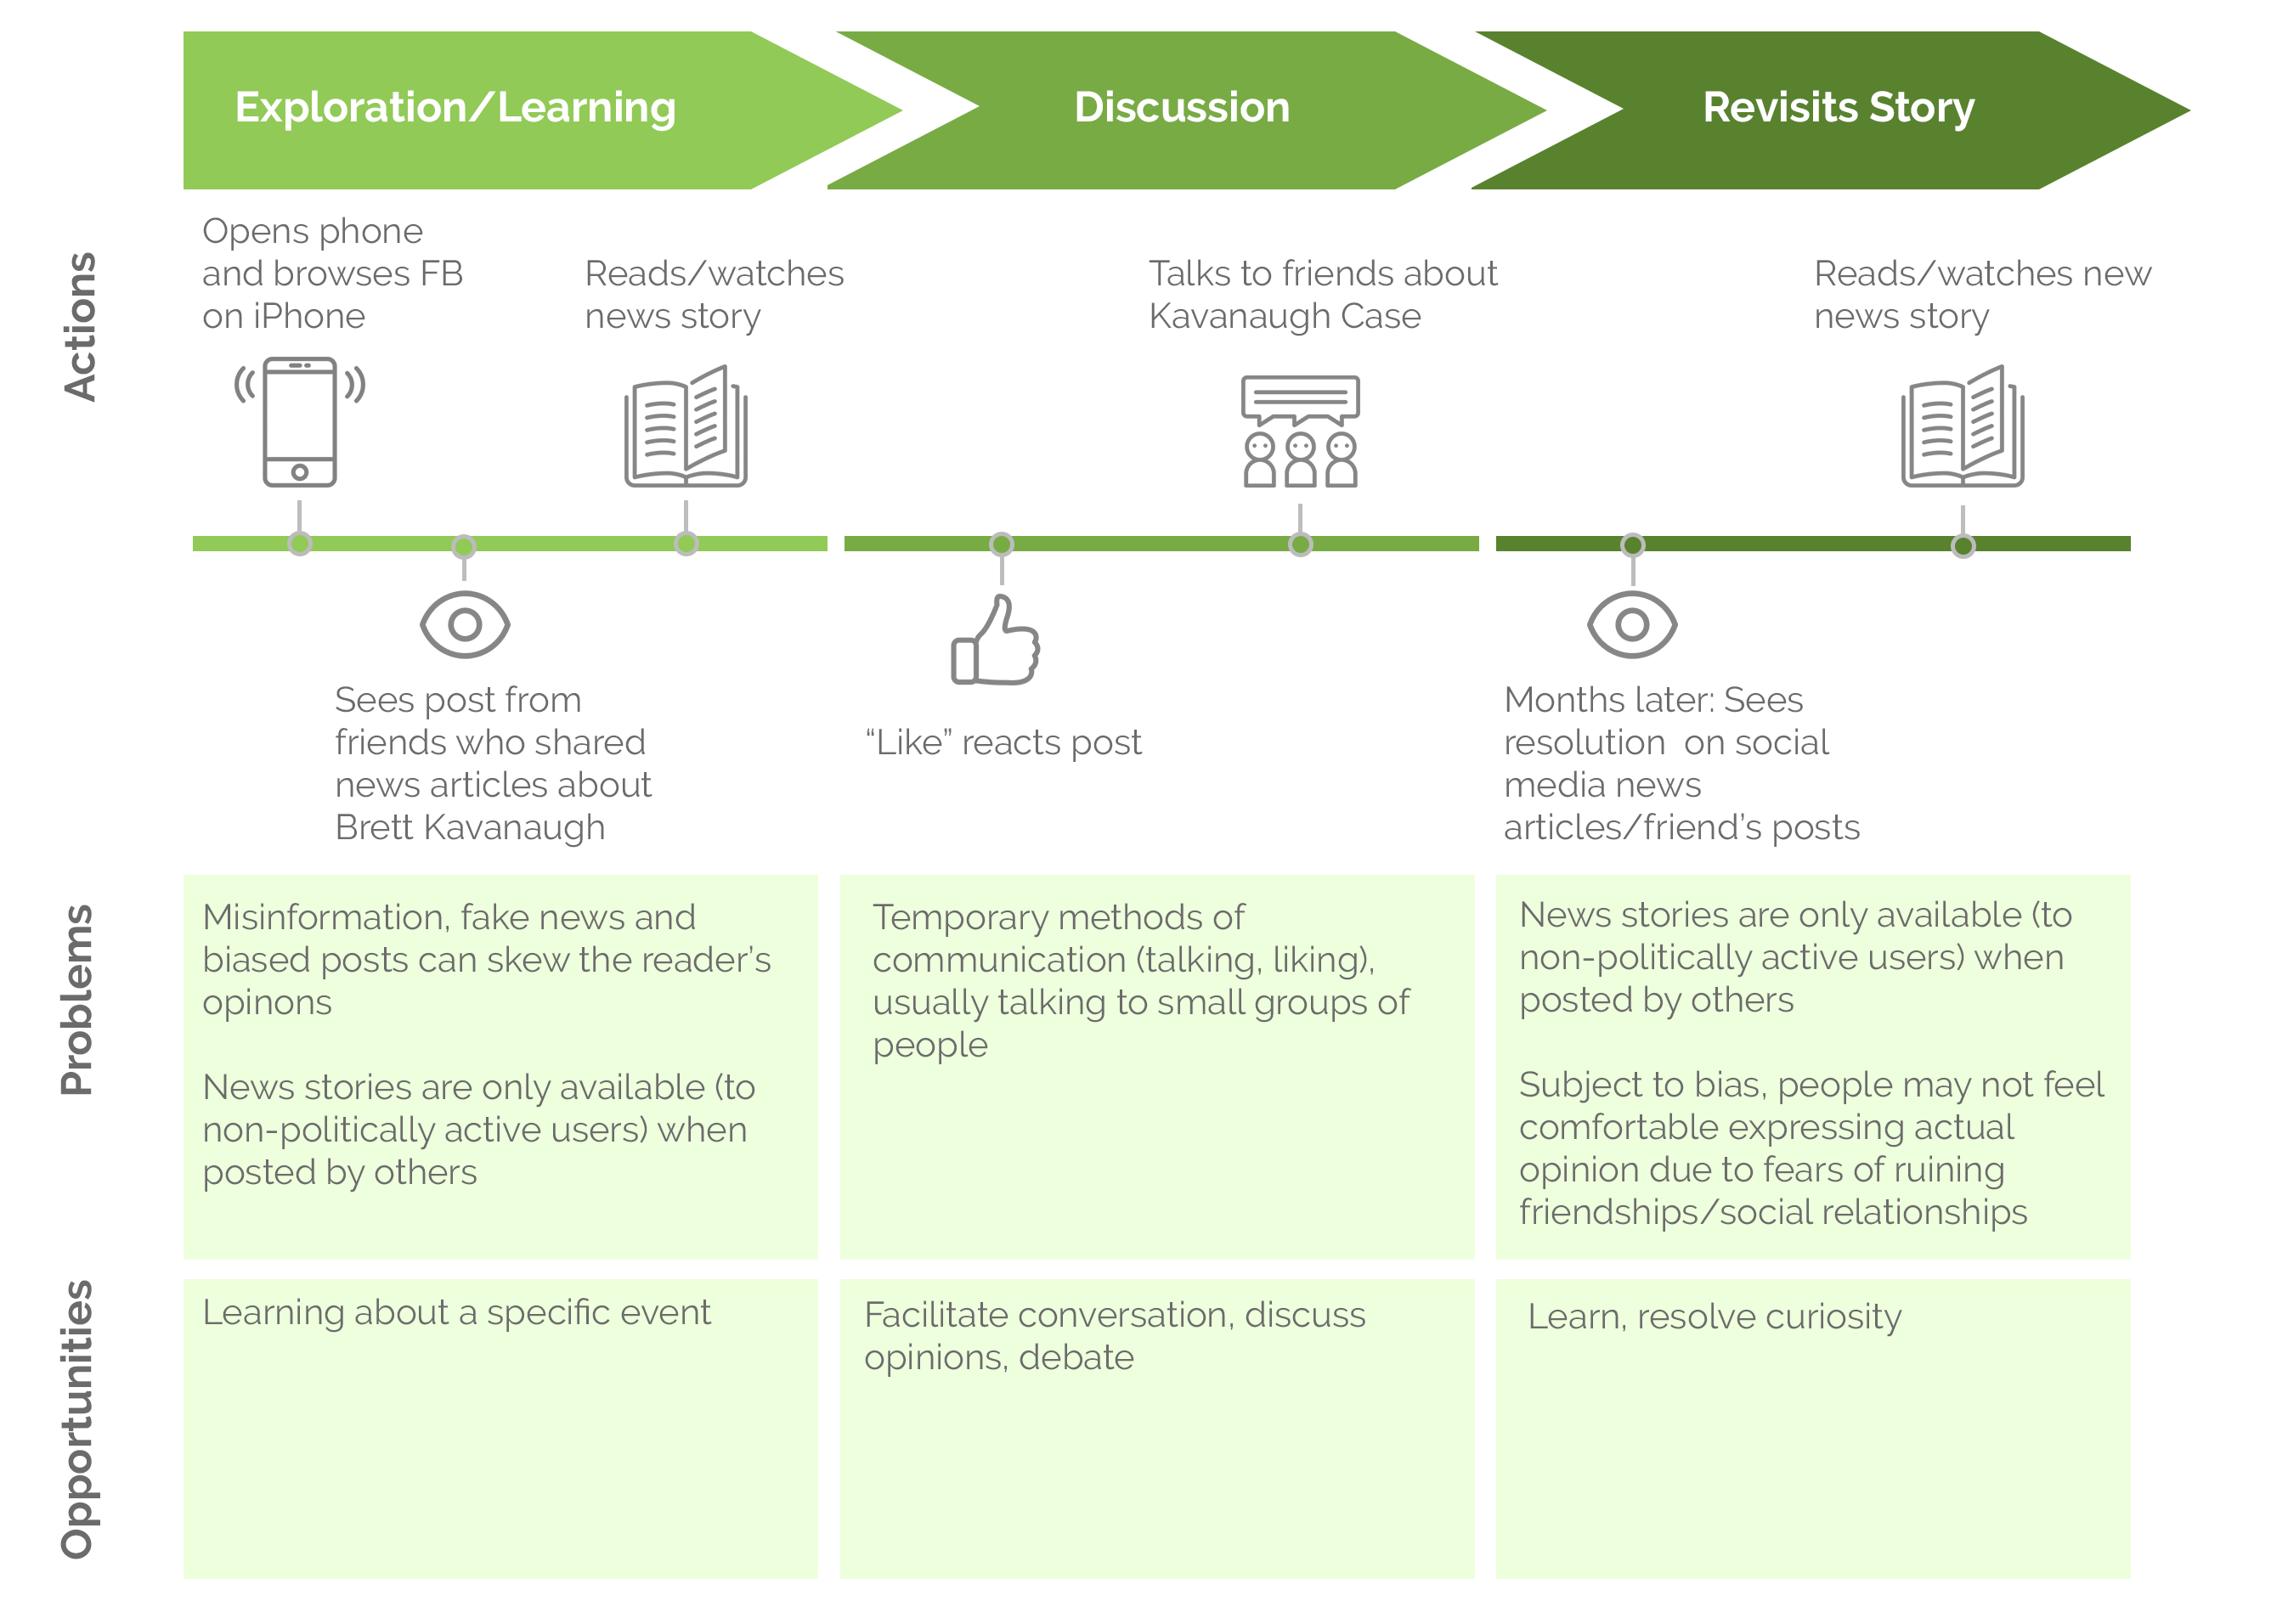 Exploration/Learning
Discussion
Revisits Story
Actions
Opens phone
and browses FB
on iPhone
Reads/watches
news story
Talks to friends about
Kavanaugh Case
Reads/watches new
news story
Sees post from
friends who shared
news articles about
Brett Kavanaugh
“Like” reacts post
Months later: Sees
resolution  on social
media news
articles/friend’s posts
Problems
Misinformation, fake news and
biased posts can skew the reader’s
opinons
News stories are only available (to
non-politically active users) when
posted by others
Temporary methods of
communication (talking, liking),
usually talking to small groups of
people
News stories are only available (to
non-politically active users) when
posted by others
Subject to bias, people may not feel
comfortable expressing actual
opinion due to fears of ruining
friendships/social relationships
Opportunities
Learning about a specific event
Facilitate conversation, discuss
opinions, debate
Learn, resolve curiosity